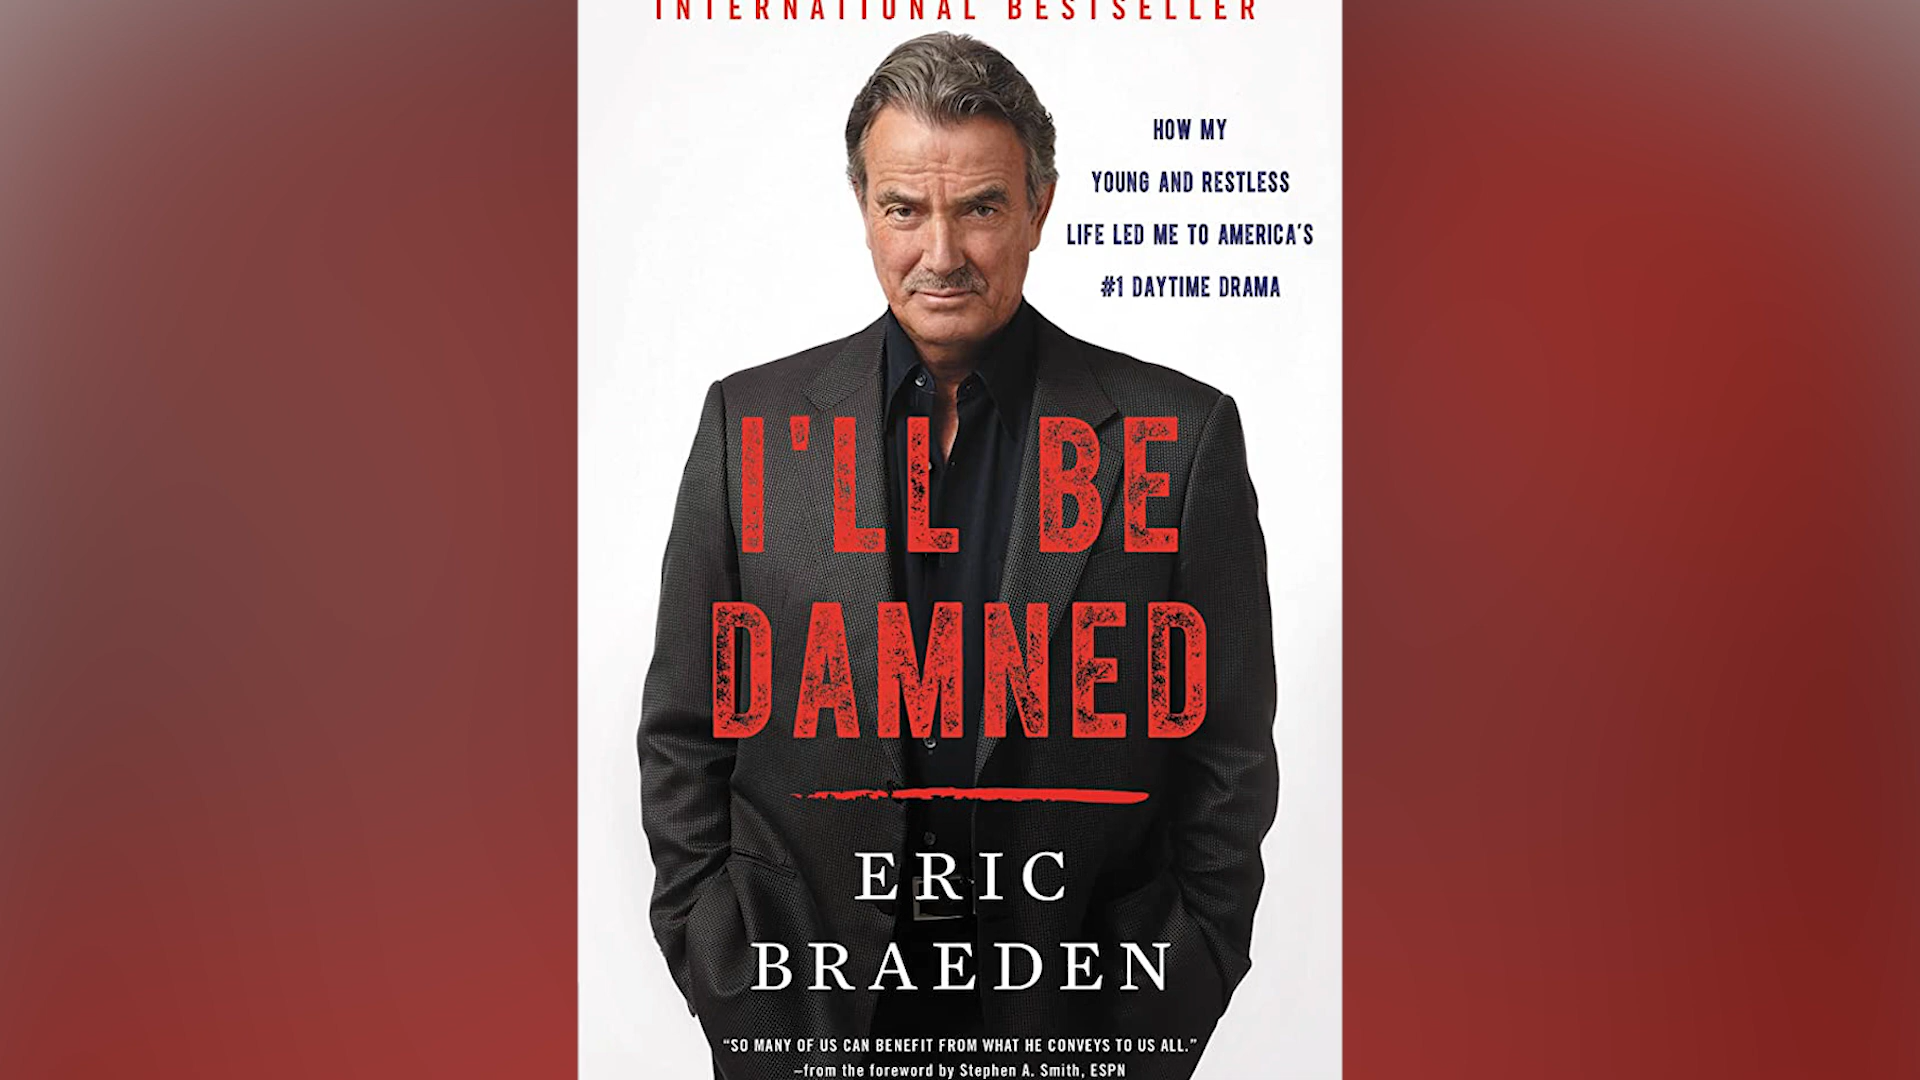 INTERNATIONAL BESTSELLER
HOW MY
YOUNG AND RESTLESS
LIFE LED ME TO AMERICA'S
#1 DAYTIME DRAMA
I'LL BE
DAMNED
ERIC
BRAEDEN
“SO MANY OF US CAN BENEFIT FROM WHAT HE CONVEYS TO US ALL.”
–from the foreword by Stephen A. Smith, ESPN